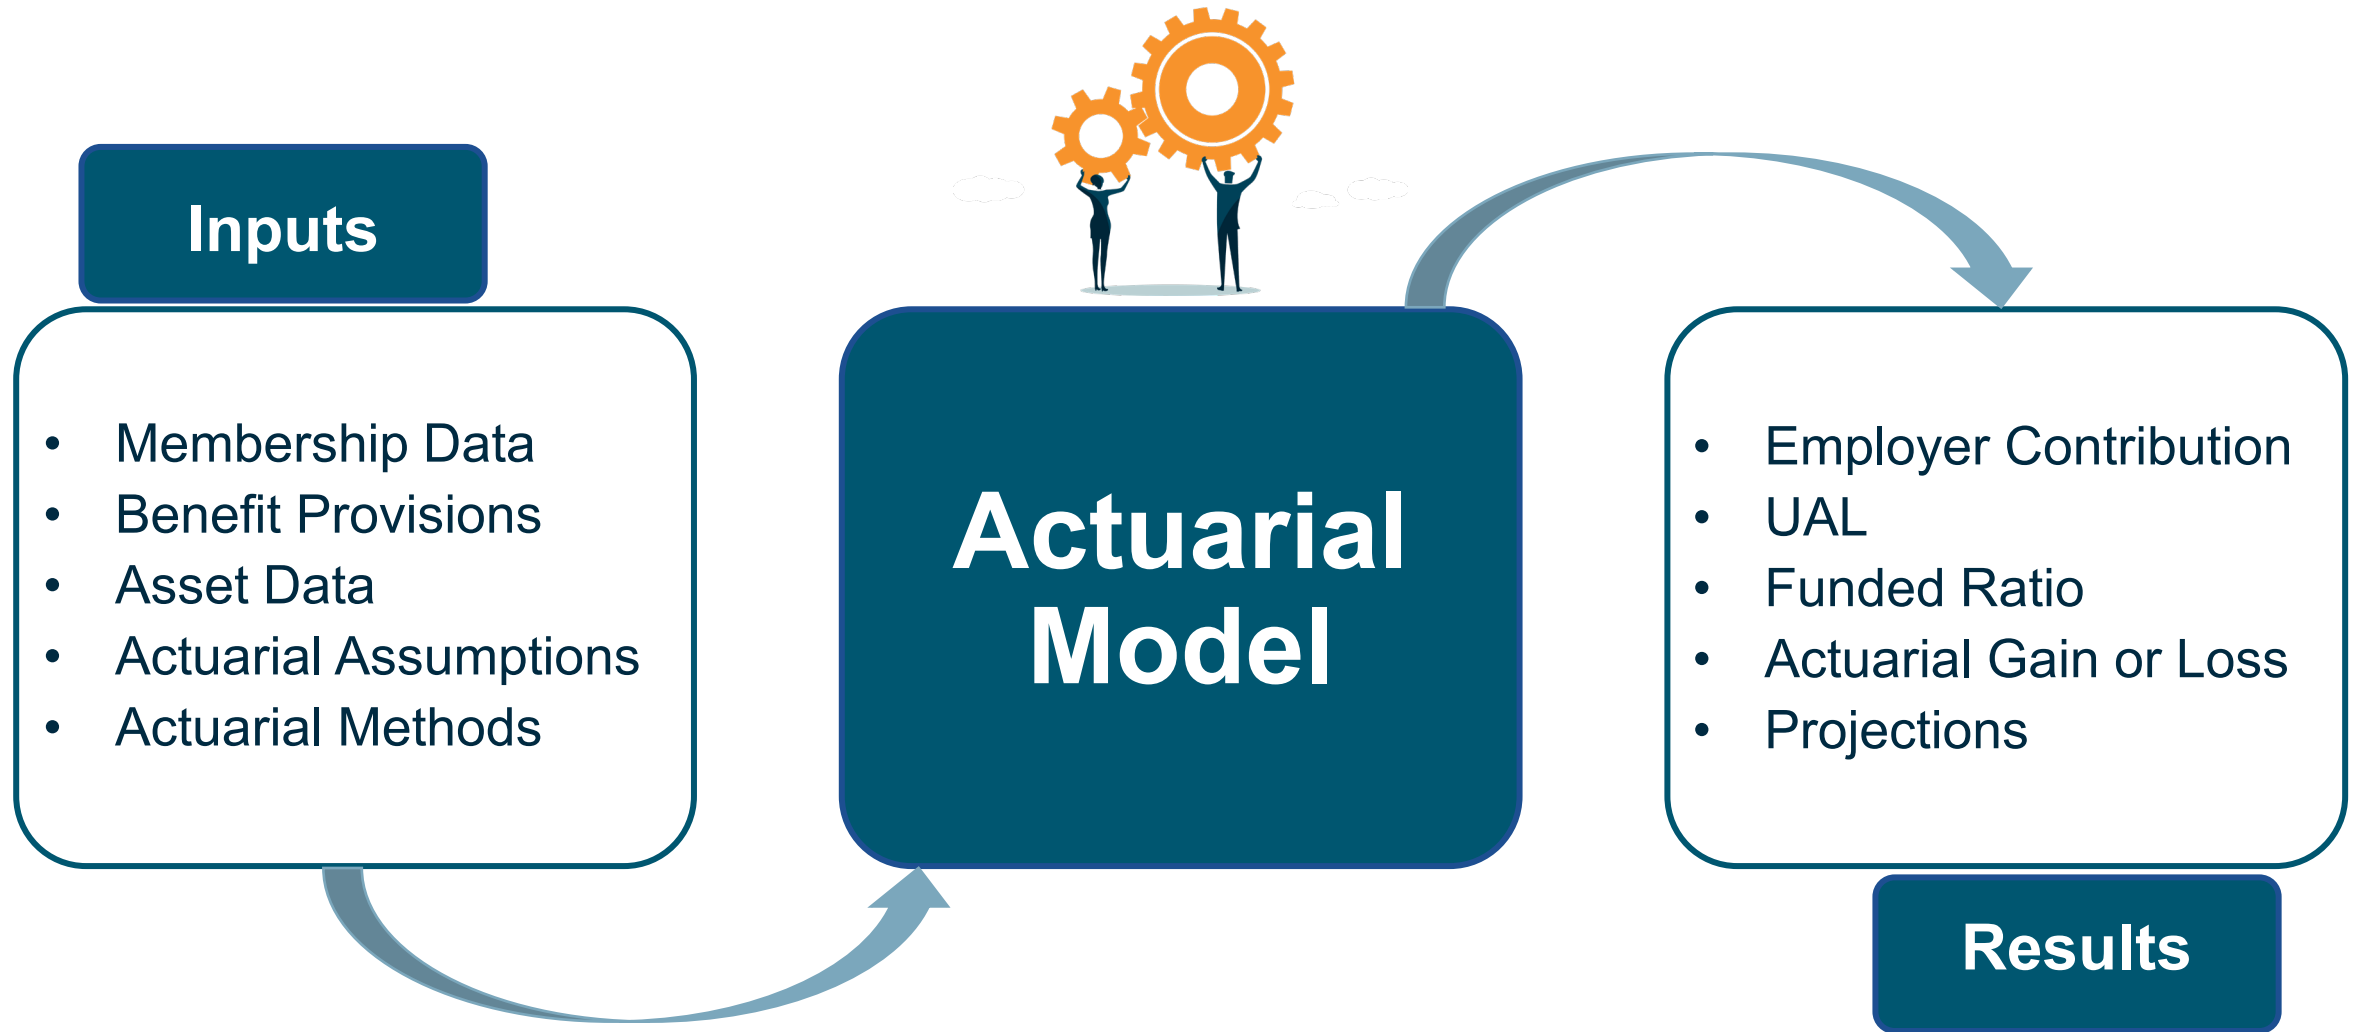 Inputs
• Membership Data
• Benefit Provisions
• Asset Data
• Actuarial Assumptions
• Actuarial Methods
Actuarial
Model
• Employer Contribution
• UAL
• Funded Ratio
• Actuarial Gain or Loss
• Projections
Results